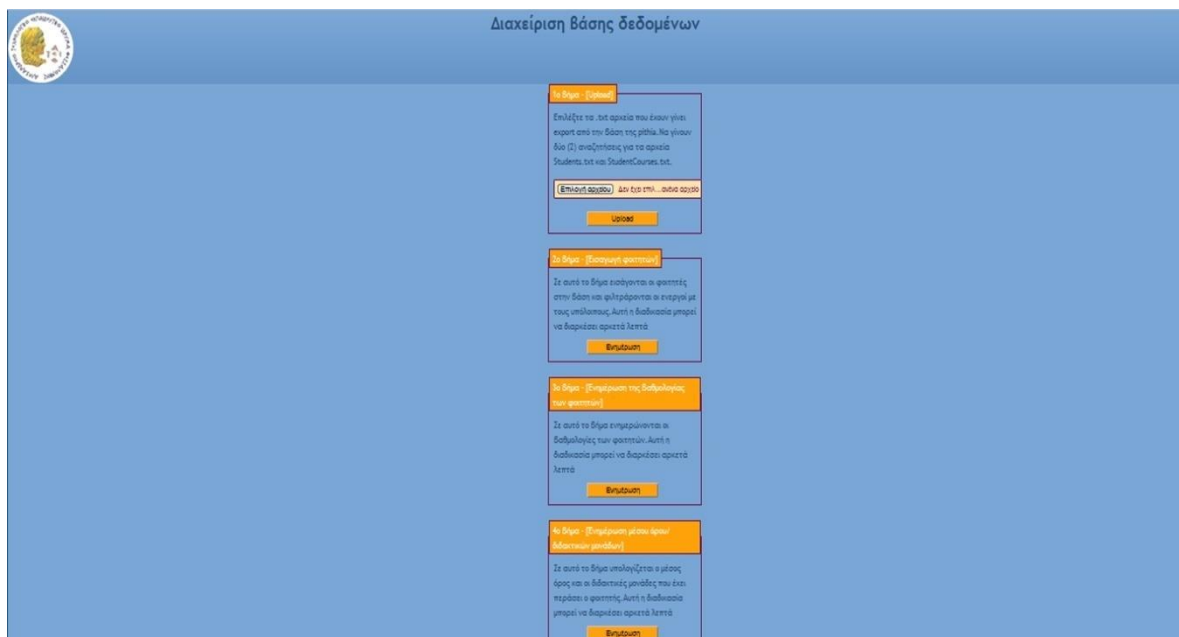 Διαχείριση βάσης δεδομένων
1ο βήμα - [Upload]
Επιλέξτε τα .txt αρχεία που έχουν γίνει
export από την βάση της pithia. Να γίνουν
δύο (2) αναζητήσεις για τα αρχεία
Students.txt και StudentCourses.txt.
Επιλογή αρχείου Δεν έχει επιλ... αρχείο
Upload
2ο βήμα - [Εισαγωγή φοιτητών]
Σε αυτό το βήμα εισάγονται οι φοιτητές
στην βάση και φιλτράρονται οι ενεργοί με
τους υπόλοιπους. Αυτή η διαδικασία μπορεί
να διαρκέσει αρκετά λεπτά
Ενημέρωση
3ο βήμα - [Ενημέρωση της βαθμολογίας
των φοιτητών]
Σε αυτό το βήμα ενημερώνονται οι
βαθμολογίες των φοιτητών. Αυτή η
διαδικασία μπορεί να διαρκέσει αρκετά
λεπτά
Ενημέρωση
4ο βήμα - [Ενημέρωση μέσου όρου/
διδακτικών μονάδων]
Σε αυτό το βήμα υπολογίζεται ο μέσος
όρος και οι διδακτικές μονάδες που έχει
περάσει ο φοιτητής. Αυτή η διαδικασία
μπορεί να διαρκέσει αρκετά λεπτά
Ενημέρωση